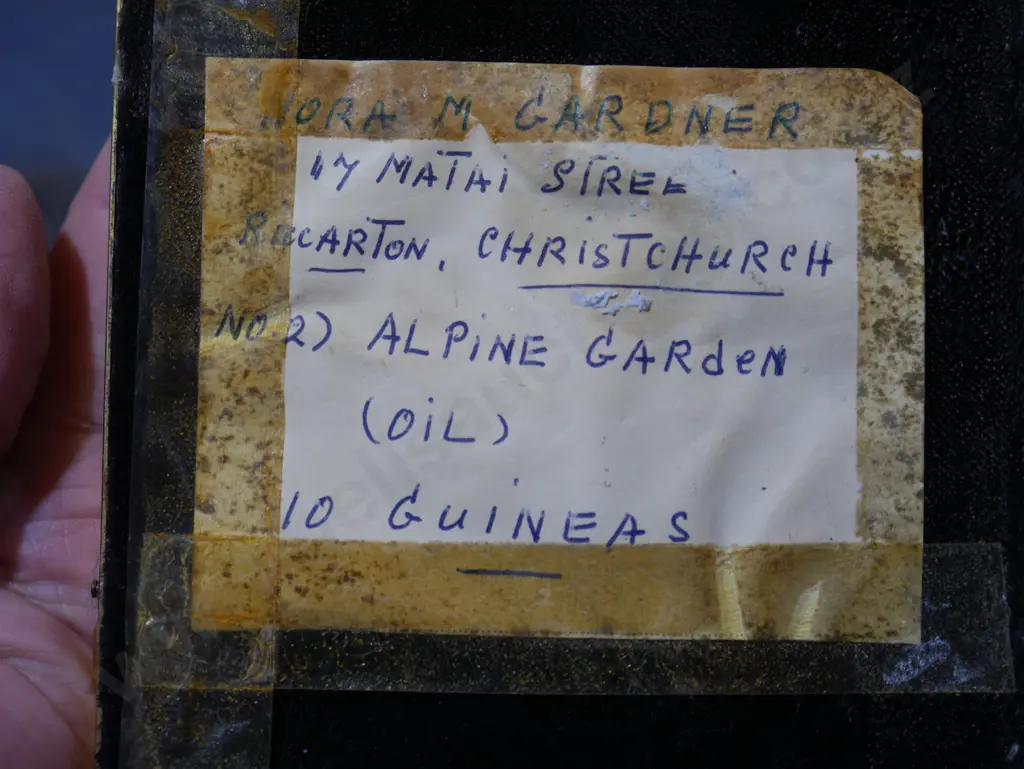 NORA M GARDNER
47 MATAI STREE
RICCARTON, CHRISTCHURCH
NO 2) ALPINE GARDEN
(OIL)
10 GUINEAS